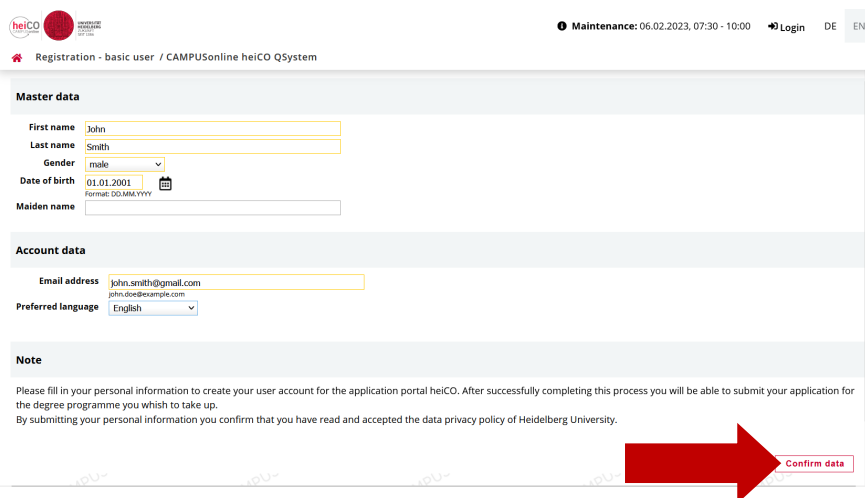 heiCO
CAMPUSonline
UNIVERSITÄT
HEIDELBERG
ZUKUNFT
SEIT 1386
Maintenance: 06.02.2023, 07:30 - 10:00 Login DE EN
Registration - basic user / CAMPUSonline heiCO QSystem
Master data
First name John
Last name Smith
Gender male
Date of birth 01.01.2001
Format: DD.MM.YYYY
Maiden name
Account data
Email address john.smith@gmail.com
john.doe@example.com
Preferred language English
Note
Please fill in your personal information to create your user account for the application portal heiCO. After successfully completing this process you will be able to submit your application for
the degree programme you whish to take up.
By submitting your personal information you confirm that you have read and accepted the data privacy policy of Heidelberg University.
Confirm data